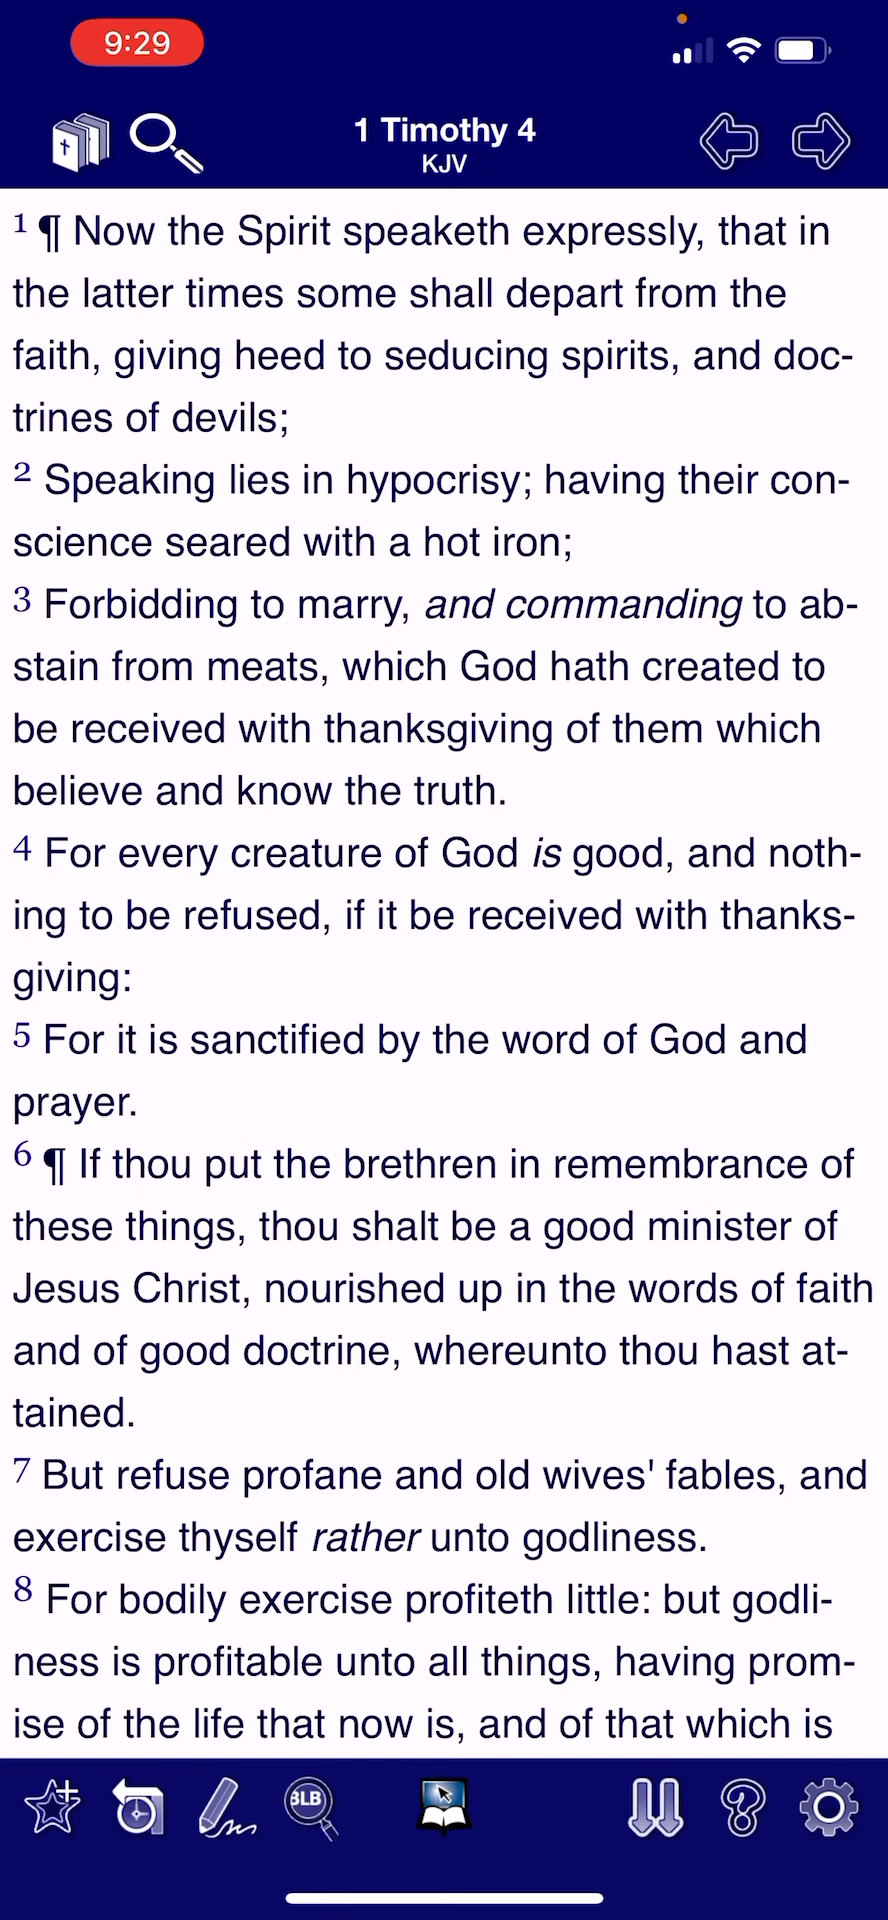 9:29
1 Timothy 4
KJV
1 ¶ Now the Spirit speaketh expressly, that in
the latter times some shall depart from the
faith, giving heed to seducing spirits, and doc-
trines of devils;
2 Speaking lies in hypocrisy; having their con-
science seared with a hot iron;
3 Forbidding to marry, and commanding to ab-
stain from meats, which God hath created to
be received with thanksgiving of them which
believe and know the truth.
4 For every creature of God is good, and noth-
ing to be refused, if it be received with thanks-
giving:
5 For it is sanctified by the word of God and
prayer.
6 ¶ If thou put the brethren in remembrance of
these things, thou shalt be a good minister of
Jesus Christ, nourished up in the words of faith
and of good doctrine, whereunto thou hast at-
tained.
7 But refuse profane and old wives' fables, and
exercise thyself rather unto godliness.
8 For bodily exercise profiteth little: but godli-
ness is profitable unto all things, having prom-
ise of the life that now is, and of that which is
BLB